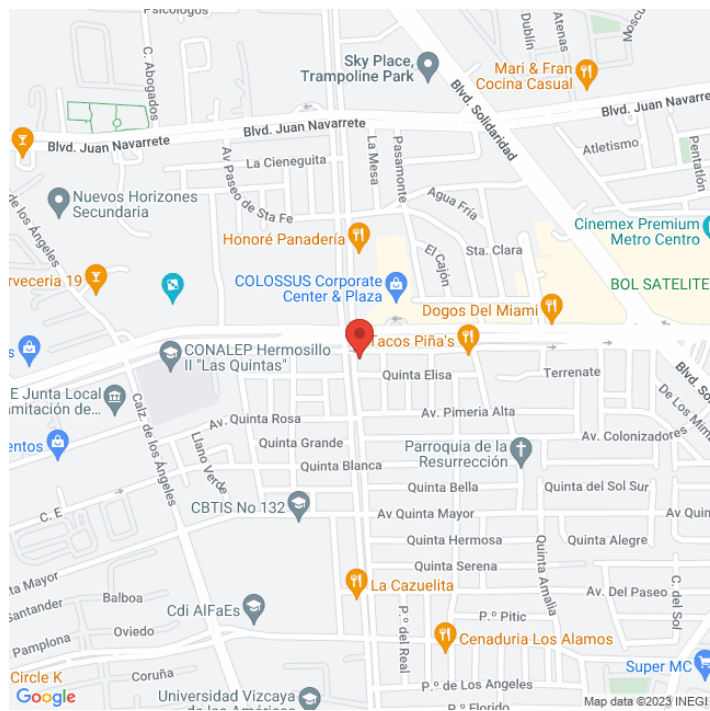 Psicólogos
C. Abogados
Sky Place,
Trampoline Park
Dublín
Atenas
Mari & Fran
Cocina Casual
Blvd. Solidaridad
Blvd. Juan Navarrete
Blvd. Juan Navarrete
Blvd. Juan Navarrete
La Cieneguita
La Mesa
Pasamonte
Atletismo
Pentatlón
Av Paseo de Sta Fe
Agua Fría
Nuevos Horizones
Secundaria
de los Ángeles
Honoré Panadería
El Cajón
Sta. Clara
Cinemex Premium
Metro Centro
rveceria 19
COLOSSUS Corporate
Center & Plaza
BOL SATELITE
Dogos Del Miami
Tacos Piña's
CONALEP Hermosillo
II "Las Quintas"
Quinta Elisa
Terrenate
Blvd. So
E Junta Local
amitación de...
Calz. de los Ángeles
Av. Quinta Rosa
Av. Pimeria Alta
De Los Mim
Llano Verde
Quinta Grande
Av. Colonizadores
entos
Parroquia de la
Resurrección
Quinta Blanca
Quinta Bella
Quinta del Sol Sur
C. E
CBTIS No 132
Av Quinta Mayor
Av Quin
Quinta Hermosa
Quinta Alegre
Quinta Amalia
Quinta Serena
nta Mayor
La Cazuelita
Av. Del Paseo
C. del Sol
Balboa
Santander
Cdi AlFaEs
P.º del Real
P.º Pitic
Oviedo
Pamplona
Cenaduria Los Alamos
Circle K
Coruña
Super MC
Universidad Vizcaya
de las Américas
P.º de Los Angeles
P.º Florido
Google
Map data ©2023 INEGI